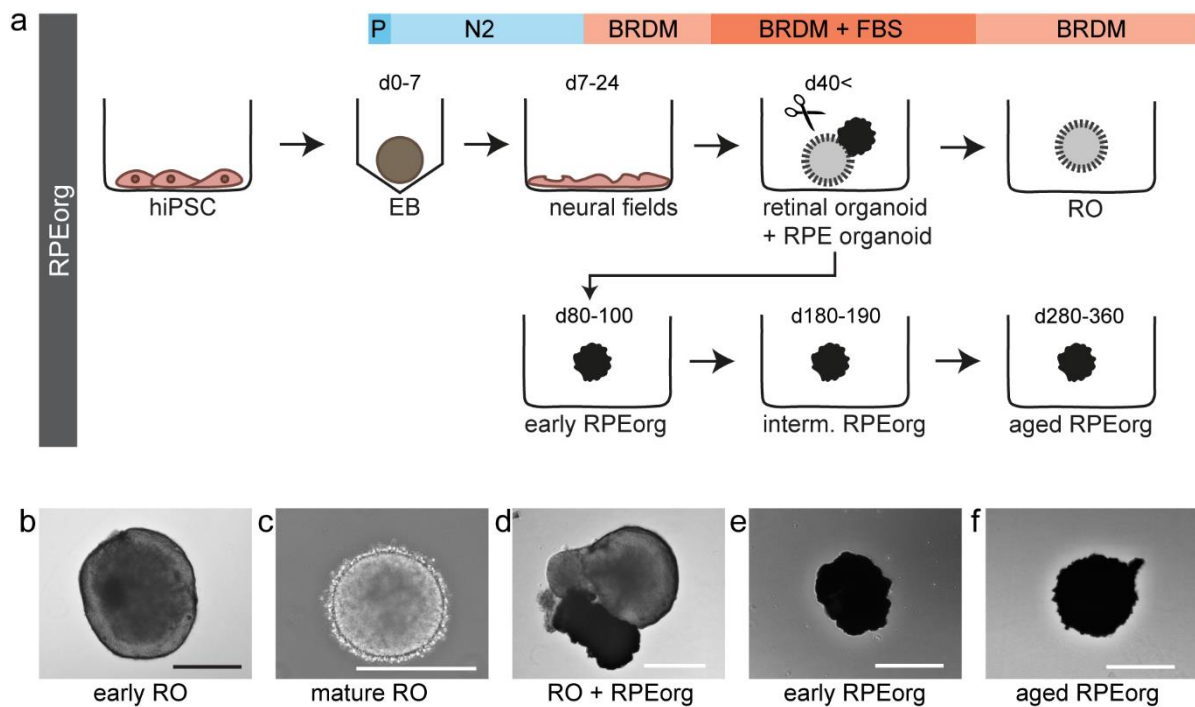 a
P N2 BRDM BRDM + FBS BRDM
RPEorg
d0-7 d7-24 d40<
hiPSC EB neural fields retinal organoid RO
+ RPE organoid
d80-100 d180-190 d280-360
early RPEorg interm. RPEorg aged RPEorg
b c d e f
early RO mature RO RO + RPEorg early RPEorg aged RPEorg